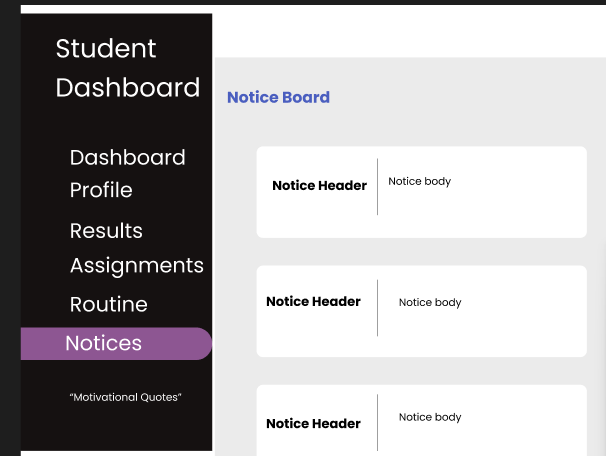 Student
Dashboard
Dashboard
Profile
Results
Assignments
Routine
Notices
“Motivational Quotes”
Notice Board
Notice Header
Notice body
Notice Header
Notice body
Notice Header
Notice body